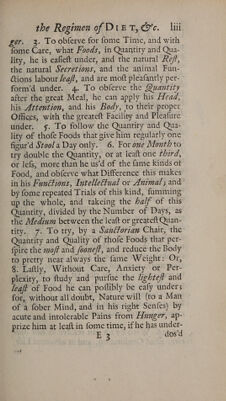 the Regimen of DIET, &c. liii
ger. 3. To observe for some Time, and with
some Care, what Foods, in Quantity and Qua-
lity, he is easiest under, and the natural Rest,
the natural Secretions, and the animal Fun-
ctions labour least, and are most pleasantly per-
form'd under. 4. To observe the Quantity
after the great Meal, he can apply his Head,
his Attention, and his Body, to their proper
Offices, with the greatest Facility and Pleasure
under. 5. To follow the Quantity and Qua-
lity of those Foods that give him regularly one
figur'd Stool a Day only. 6. For one Month to
try double the Quantity, or at least one third,
or less, more than he us'd of the same kinds of
Food, and observe what Difference this makes
in his Functions, Intellectual or Animal; and
by some repeated Trials of this kind, summing
up the whole, and takeing the half of this
Quantity, divided by the Number of Days, as
the Medium between the least or greatest Quan-
tity. 7. To try, by a Sanctorian Chair, the
Quantity and Quality of those Foods that per-
spire the most and soonest, and reduce the Body
to pretty near always the same Weight: Or,
8. Lastly, Without Care, Anxiety or Per-
plexity, to study and pursue the lightest and
least of Food he can possibly be easy under;
for, without all doubt, Nature will (to a Man
of a sober Mind, and in his right Senses) by
acute and intolerable Pains from Hunger, ap-
prize him at least in some time, if he has under-
E 3 dos'd